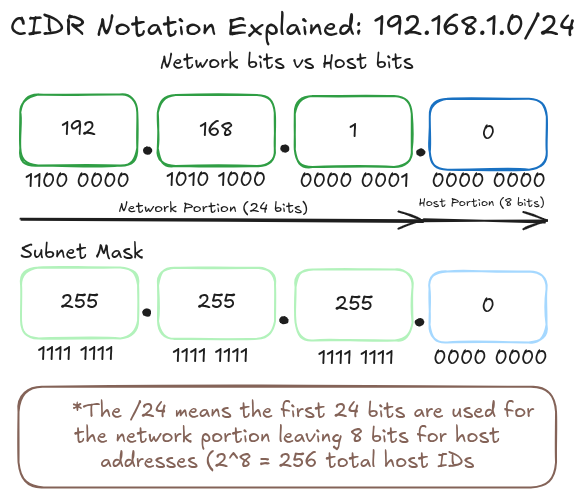 CIDR Notation Explained: 192.168.1.0/24
Network bits vs Host bits
192 . 168 . 1 . 0
1100 0000 1010 1000 0000 0001 0000 0000
Network Portion (24 bits) Host Portion (8 bits)
Subnet Mask
255 . 255 . 255 . 0
1111 1111 1111 1111 1111 1111 0000 0000
*The /24 means the first 24 bits are used for
the network portion leaving 8 bits for host
addresses (2^8 = 256 total host IDs